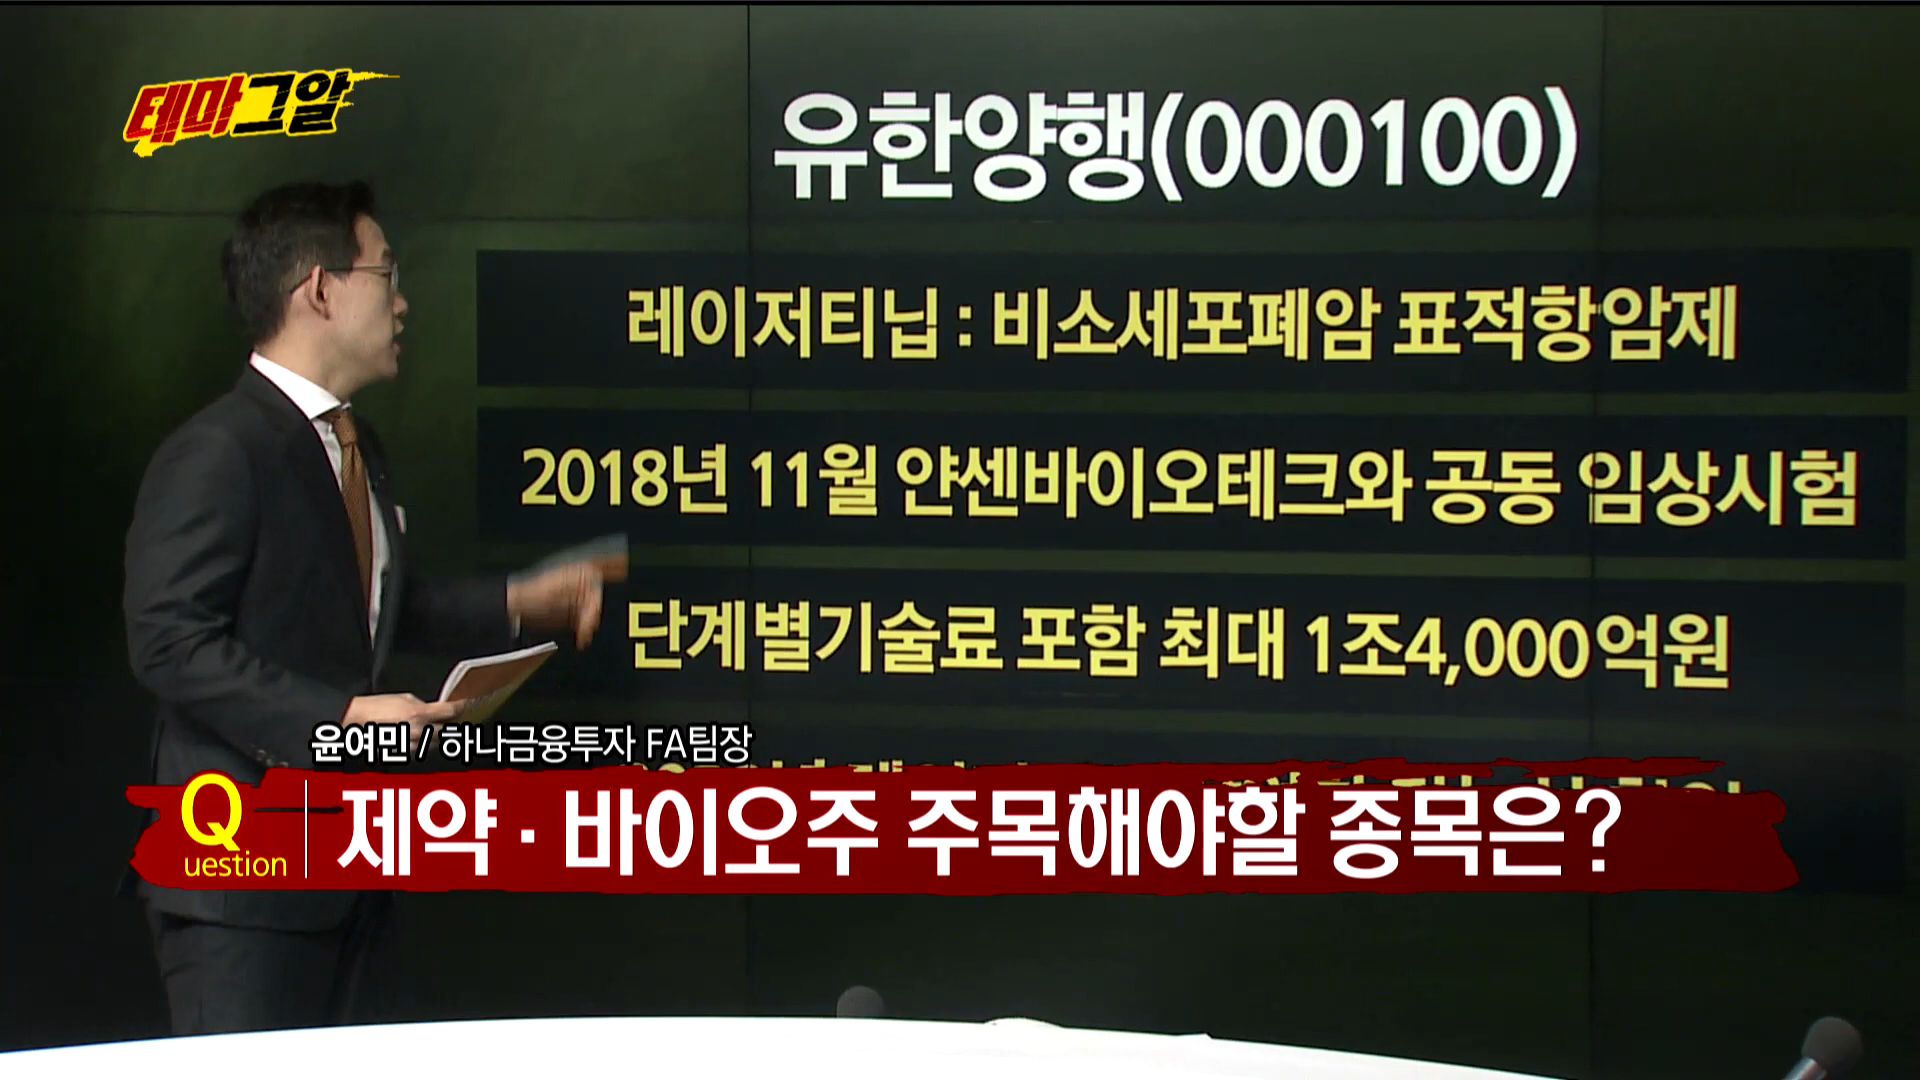 테마그알
유한양행(000100)
레이저티닙 : 비소세포폐암 표적항암제
2018년 11월 얀센바이오테크와 공동 임상시험
단계별기술료 포함 최대 1조4,000억원
윤여민 / 하나금융투자 FA팀장
Question
제약·바이오주 주목해야할 종목은?